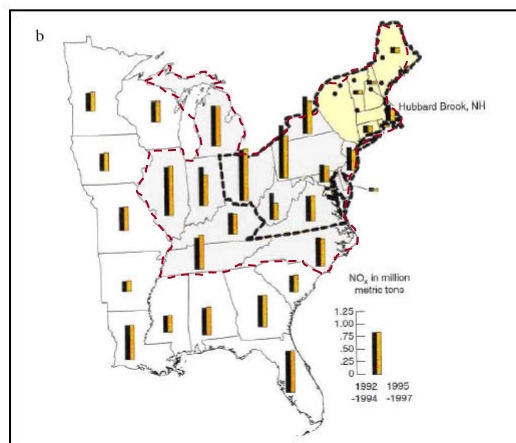 b
Hubbard Brook, NH
NOx in million
metric tons
1.25
1.00
.75
.50
.25
0
1992 1995
-1994 -1997